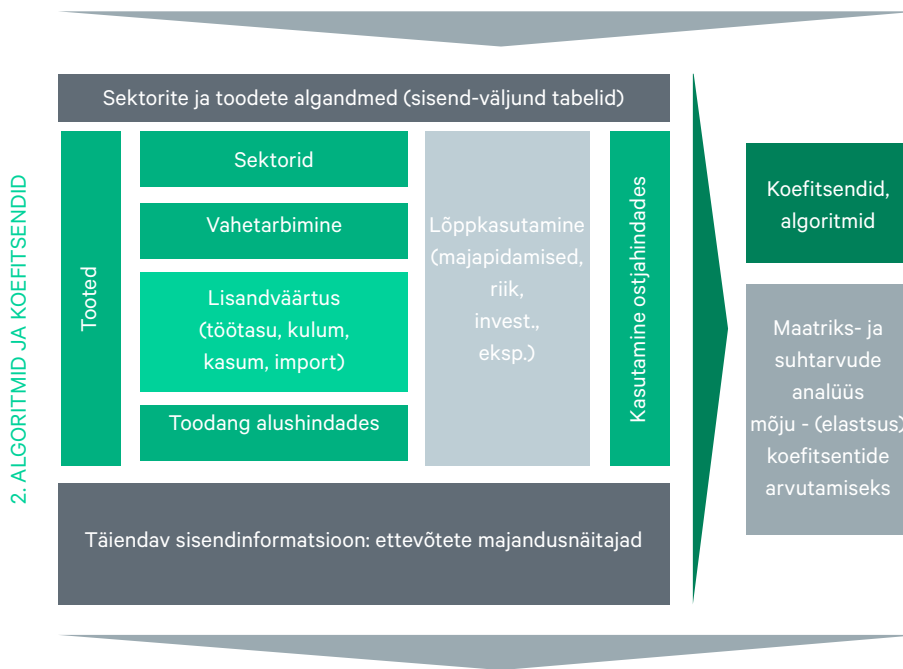 2. ALGORITMID JA KOEFITSENDID
Sektorite ja toodete algandmed (sisend-väljund tabelid)
Tooted
Sektorid
Vahetarbimine
Lisandväärtus
(töötasu, kulum,
kasum, import)
Toodang alushindades
Lõppkasutamine
(majapidamised,
riik,
invest.,
eksp.)
Kasutamine ostjahindades
Täiendav sisendinformatsioon: ettevõtete majandusnäitajad
Koefitsendid,
algoritmid
Maatriks- ja
suhtarvude
analüüs
mõju - (elastsus)
koefitsentide
arvutamiseks